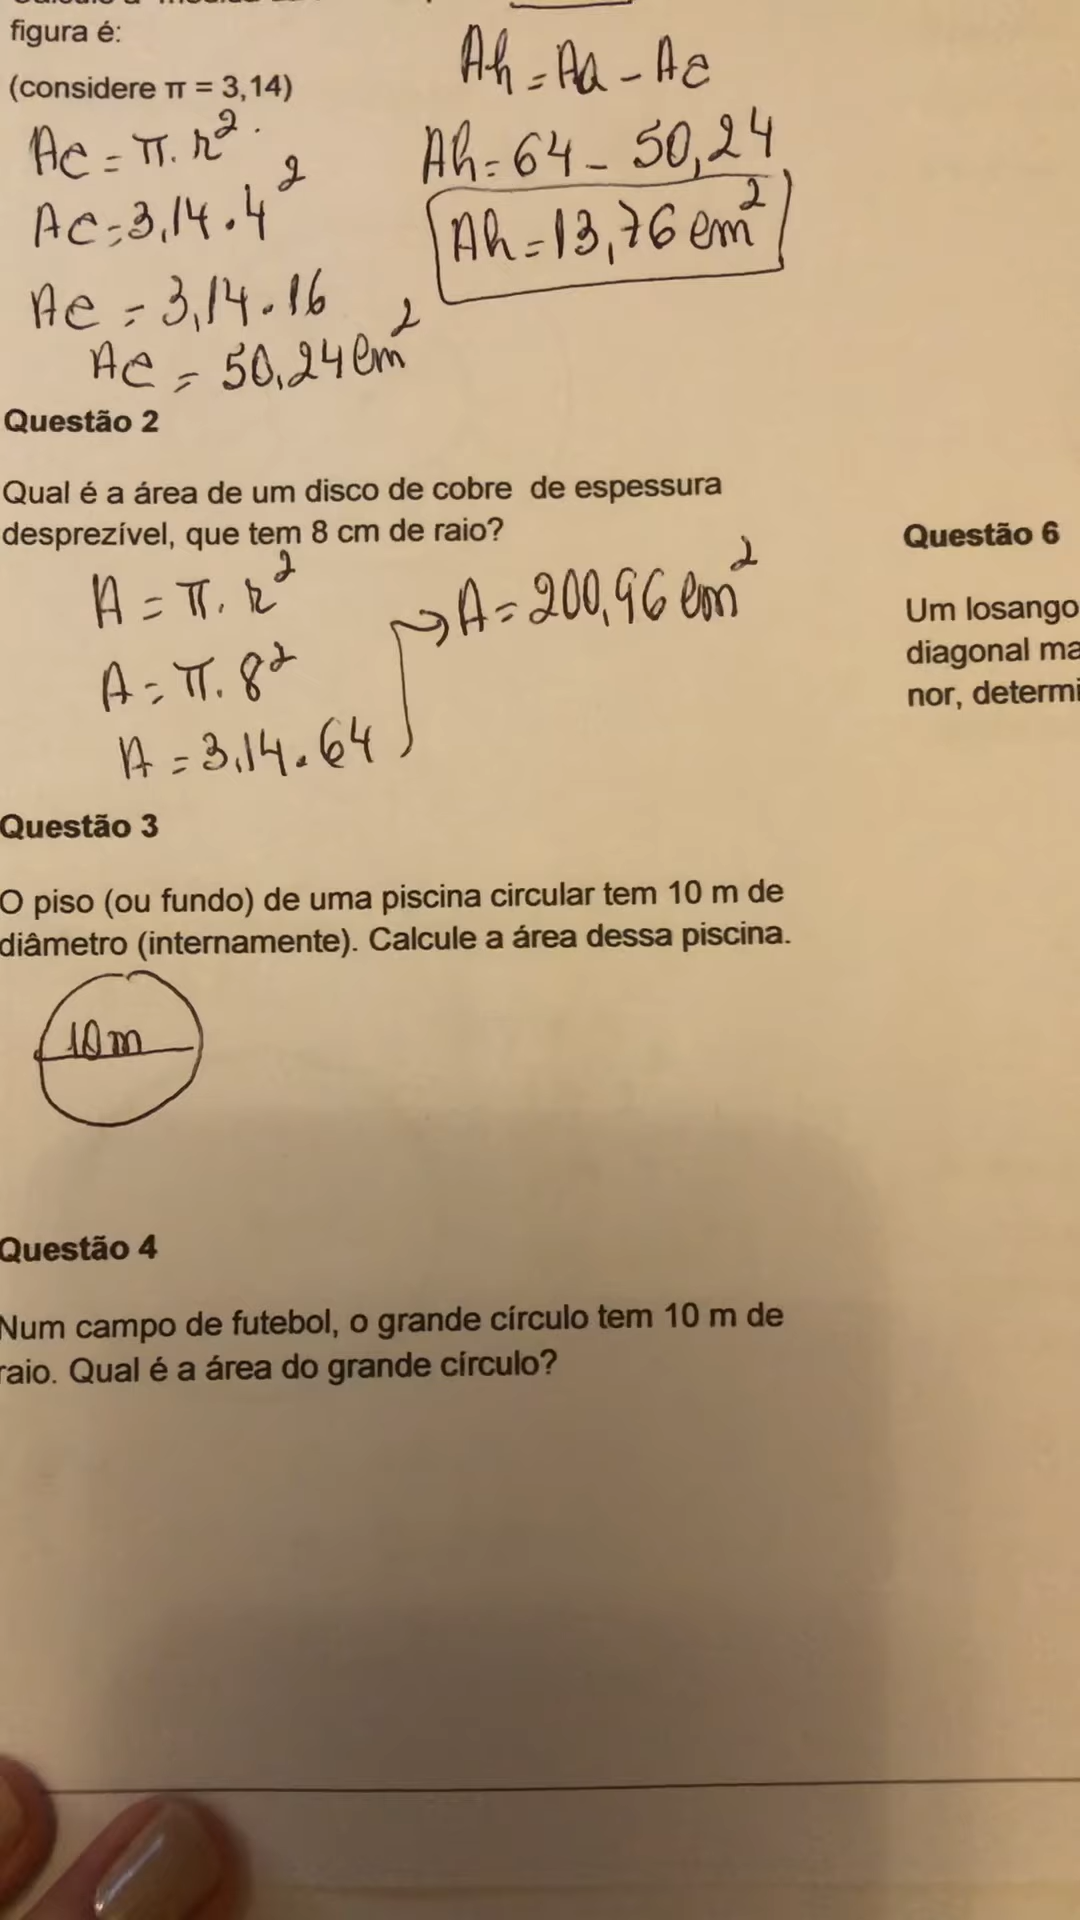 figura é:
(considere π = 3,14)
Ac = π. r².
Ac = 3,14 . 4²
Ac = 3,14 . 16
Ac = 50,24 cm²
Ah = Aa - Ac
Ah = 64 - 50,24
Ah = 13,76 cm²
Questão 2
Qual é a área de um disco de cobre de espessura
desprezível, que tem 8 cm de raio?
A = π. r²
A = π. 8²
A = 3,14 . 64
A = 200,96 cm²
Questão 3
O piso (ou fundo) de uma piscina circular tem 10 m de
diâmetro (internamente). Calcule a área dessa piscina.
10m
Questão 4
Num campo de futebol, o grande círculo tem 10 m de
raio. Qual é a área do grande círculo?
Questão 6
Um losango
diagonal ma
nor, determi